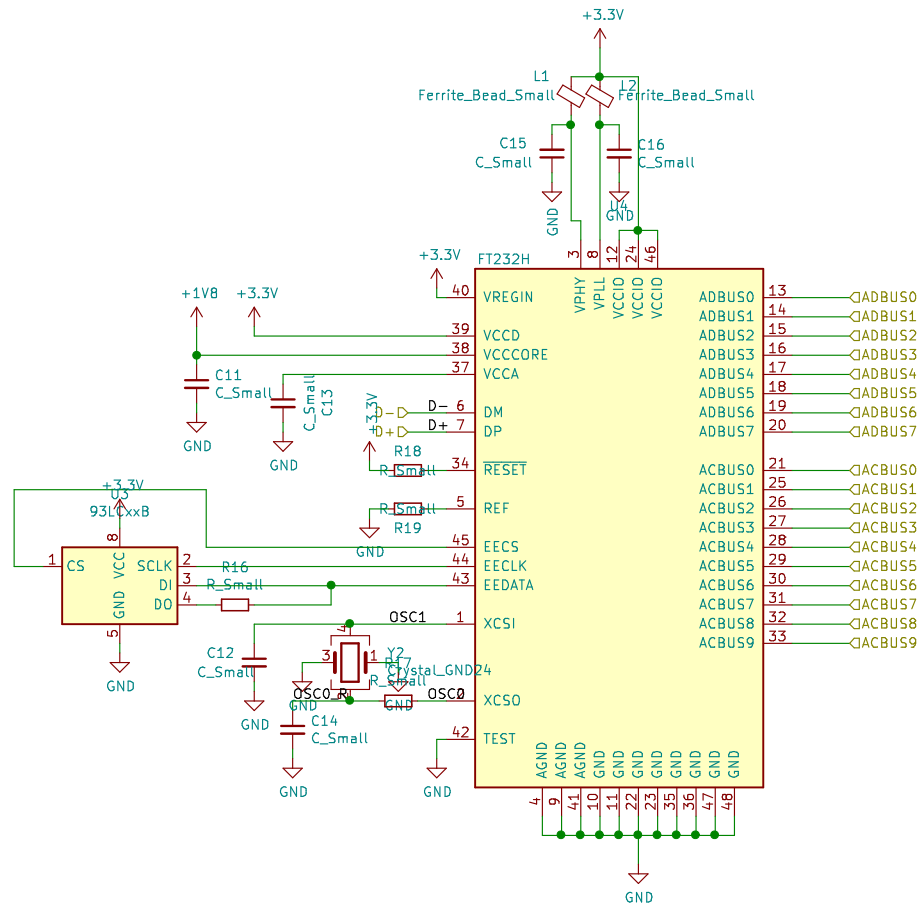 +3.3V
L1
L2
Ferrite_Bead_Small
Ferrite_Bead_Small
C15
C_Small
C16
C_Small
GND
GND
U4
FT232H
3
8
12
24
46
VPHY
VPLL
VCCIO
VCCIO
VCCIO
+3.3V
40
VREGIN
+1V8
+3.3V
39
VCCD
38
VCCCORE
37
VCCA
C11
C_Small
GND
C_Small
C13
GND
+3.3V
D-
D-
6
DM
D+
D+
7
DP
R18
R_Small
34
RESET
R_Small
R19
5
REF
GND
45
EECS
44
EECLK
43
EEDATA
+3.3V
U3
93LCxxB
8
1
CS
VCC
SCLK
2
DI
3
DO
4
GND
5
GND
R16
R_Small
OSC1
1
XCSI
C12
C_Small
GND
4
3
1
2
Y2
Crystal_GND24
R17
R_Small
GND
GND
OSC0_R
OSC0
2
XCSO
C14
C_Small
GND
42
TEST
GND
ADBUS0
13
ADBUS0
ADBUS1
14
ADBUS1
ADBUS2
15
ADBUS2
ADBUS3
16
ADBUS3
ADBUS4
17
ADBUS4
ADBUS5
18
ADBUS5
ADBUS6
19
ADBUS6
ADBUS7
20
ADBUS7
ACBUS0
21
ACBUS0
ACBUS1
25
ACBUS1
ACBUS2
26
ACBUS2
ACBUS3
27
ACBUS3
ACBUS4
28
ACBUS4
ACBUS5
29
ACBUS5
ACBUS6
30
ACBUS6
ACBUS7
31
ACBUS7
ACBUS8
32
ACBUS8
ACBUS9
33
ACBUS9
AGND
AGND
AGND
GND
GND
GND
GND
GND
GND
GND
GND
4
9
41
10
11
22
23
35
36
47
48
GND